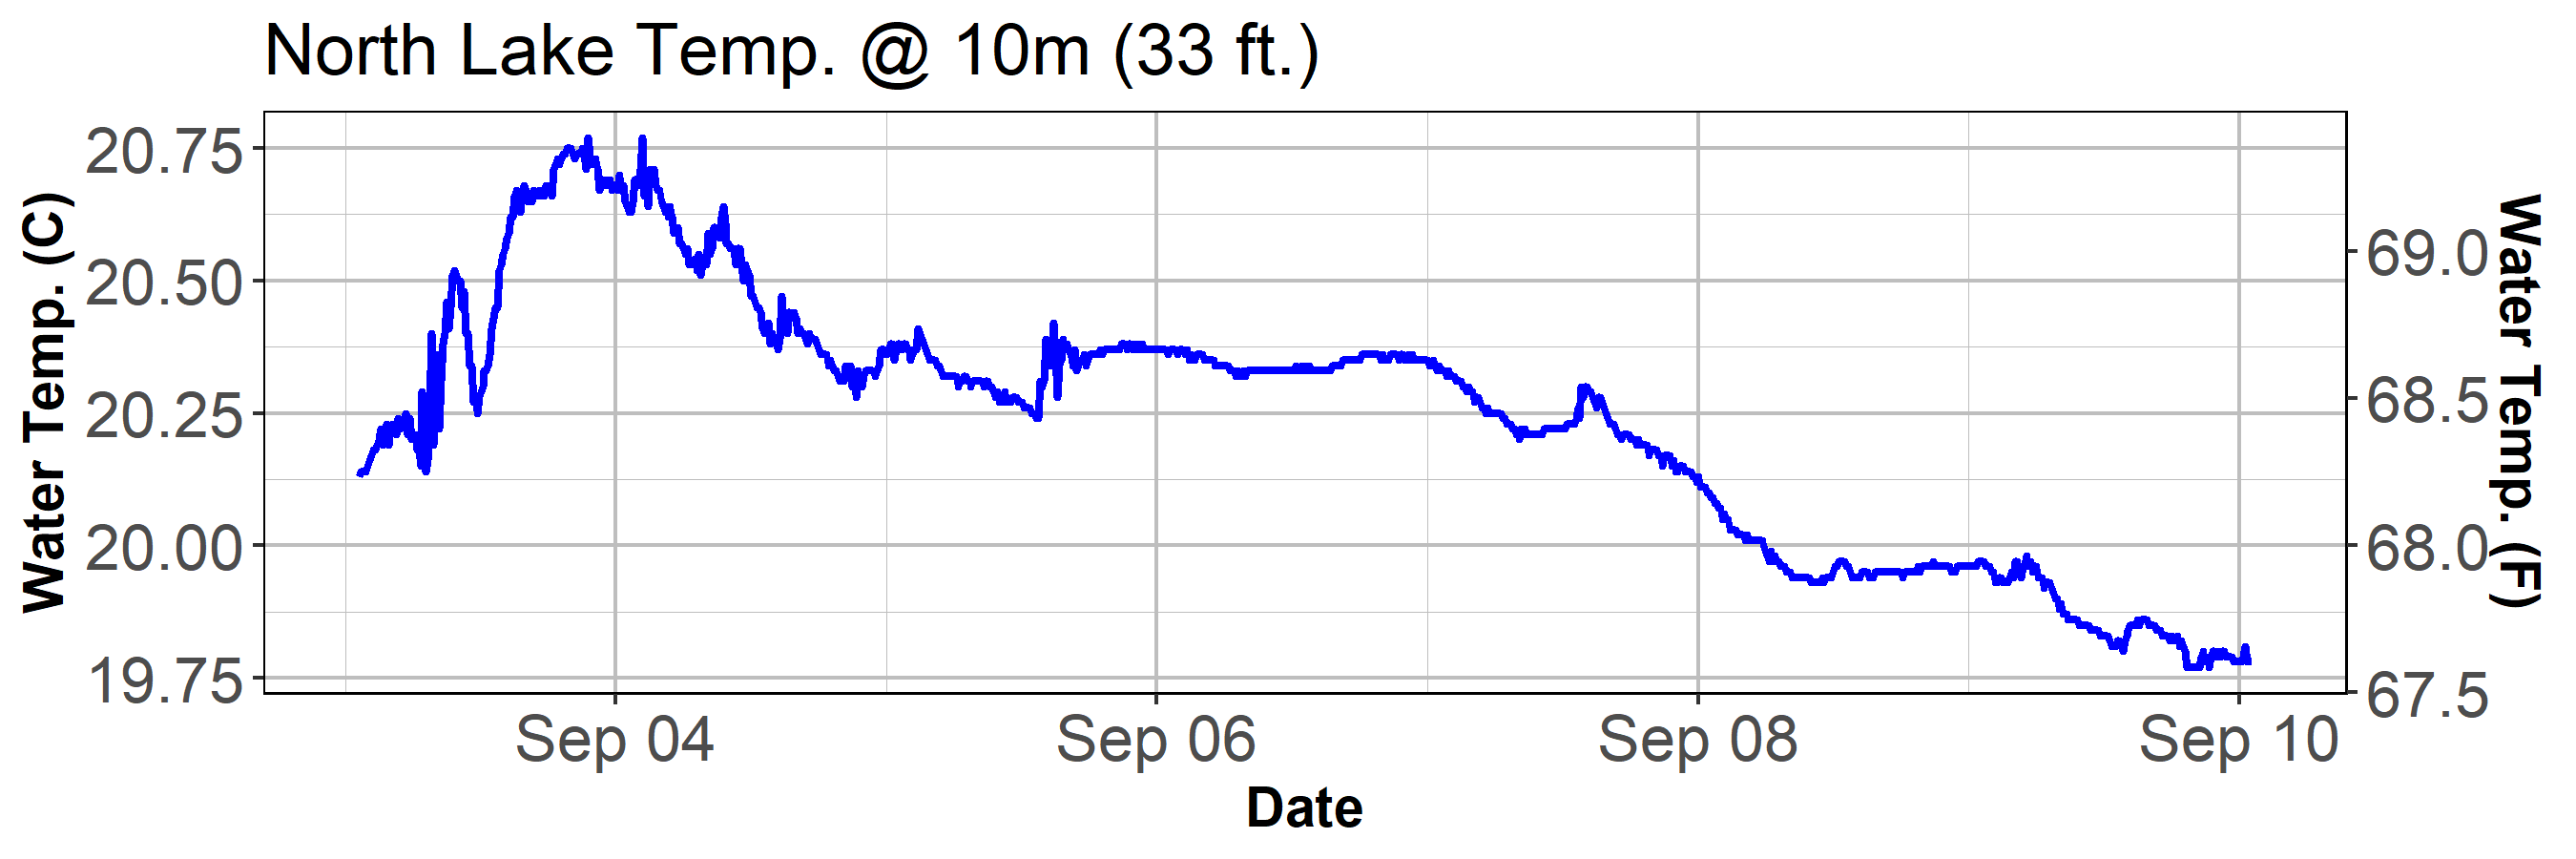 North Lake Temp. @ 10m (33 ft.)
Water Temp. (C)
20.75
20.50
20.25
20.00
19.75
69.0
68.5
68.0
67.5
Water Temp. (F)
Sep 04 Sep 06 Sep 08 Sep 10
Date